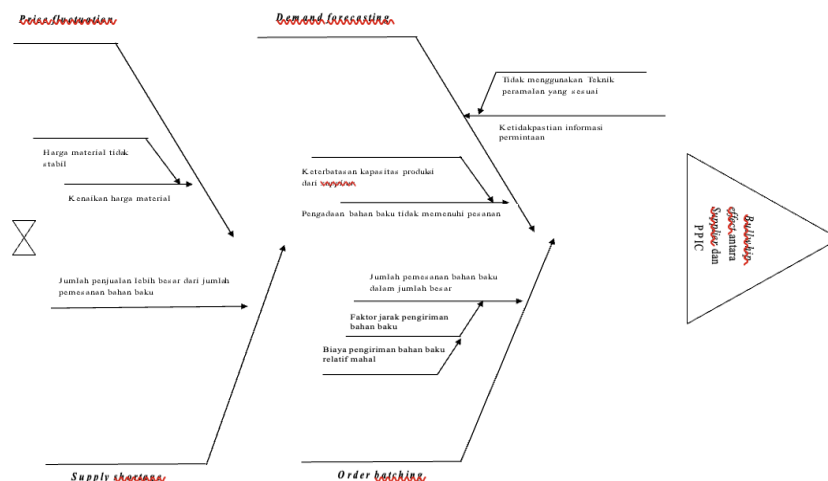 Price fluctuation
Demand forecasting
Tidak menggunakan Teknik
peramalan yang sesuai
Ketidakpastian informasi
permintaan
Harga material tidak
stabil
Kenaikan harga material
Keterbatasan kapasitas produksi
dari supplier
Pengadaan bahan baku tidak memenuhi pesanan
Bullwhip
effect antara
Supplier dan
PPIC
Jumlah penjualan lebih besar dari jumlah
pemesanan bahan baku
Jumlah pemesanan bahan baku
dalam jumlah besar
Faktor jarak pengiriman
bahan baku
Biaya pengiriman bahan baku
relatif mahal
Supply shortage
Order batching